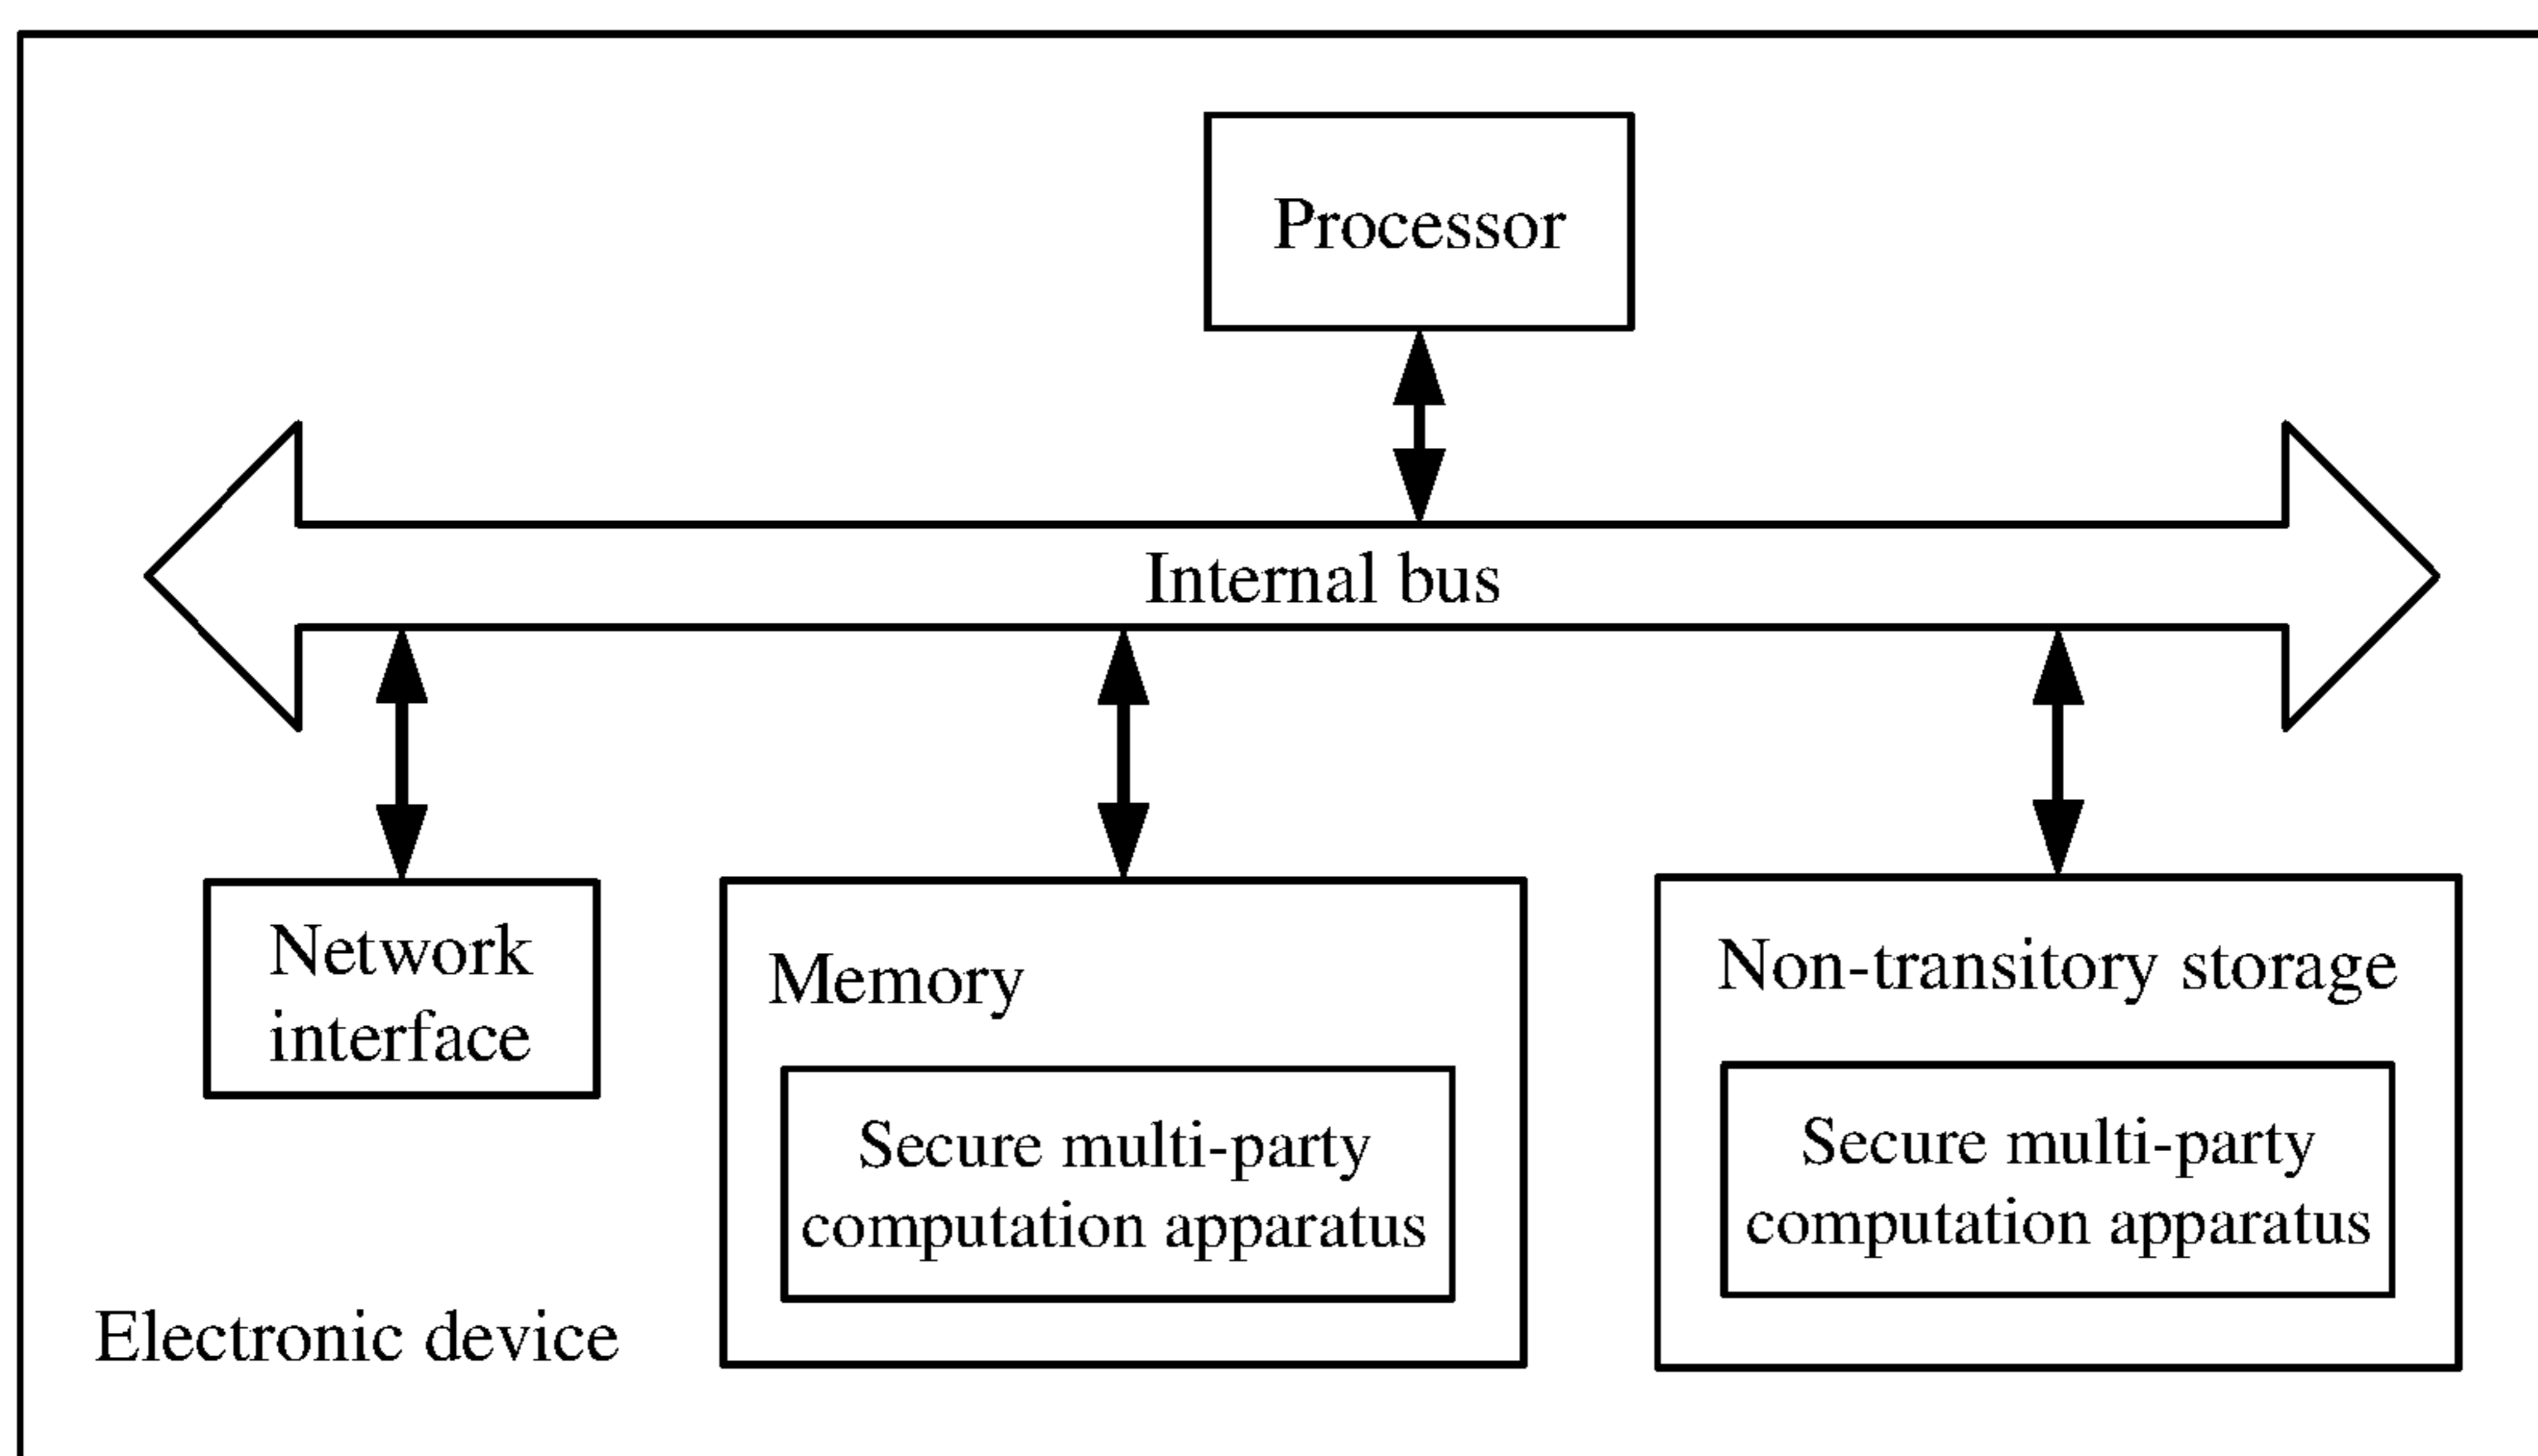 Processor
Internal bus
Network
interface
Memory
Secure multi-party
computation apparatus
Non-transitory storage
Secure multi-party
computation apparatus
Electronic device